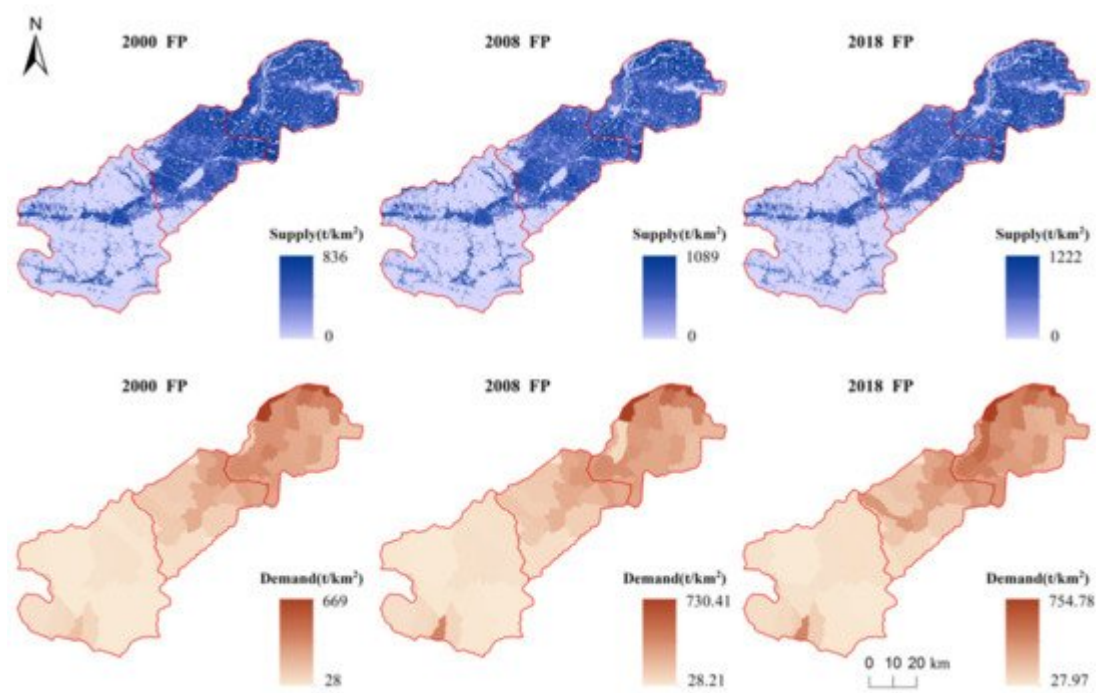 N
2000 FP
2008 FP
2018 FP
Supply(t/km²)
836
0
Supply(t/km²)
1089
0
Supply(t/km²)
1222
0
2000 FP
2008 FP
2018 FP
Demand(t/km²)
669
28
Demand(t/km²)
730.41
28.21
Demand(t/km²)
754.78
27.97
0 10 20 km